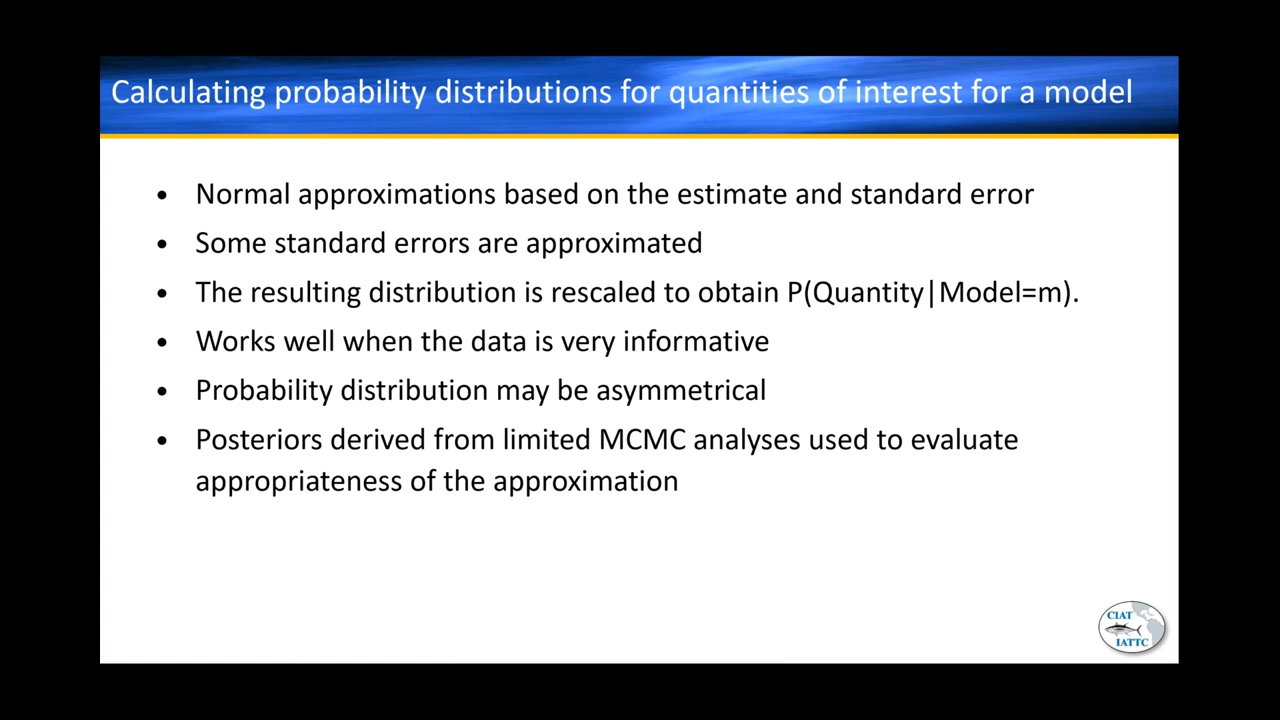 Calculating probability distributions for quantities of interest for a model
• Normal approximations based on the estimate and standard error
• Some standard errors are approximated
• The resulting distribution is rescaled to obtain P(Quantity|Model=m).
• Works well when the data is very informative
• Probability distribution may be asymmetrical
• Posteriors derived from limited MCMC analyses used to evaluate
appropriateness of the approximation
CIAT
IATTC